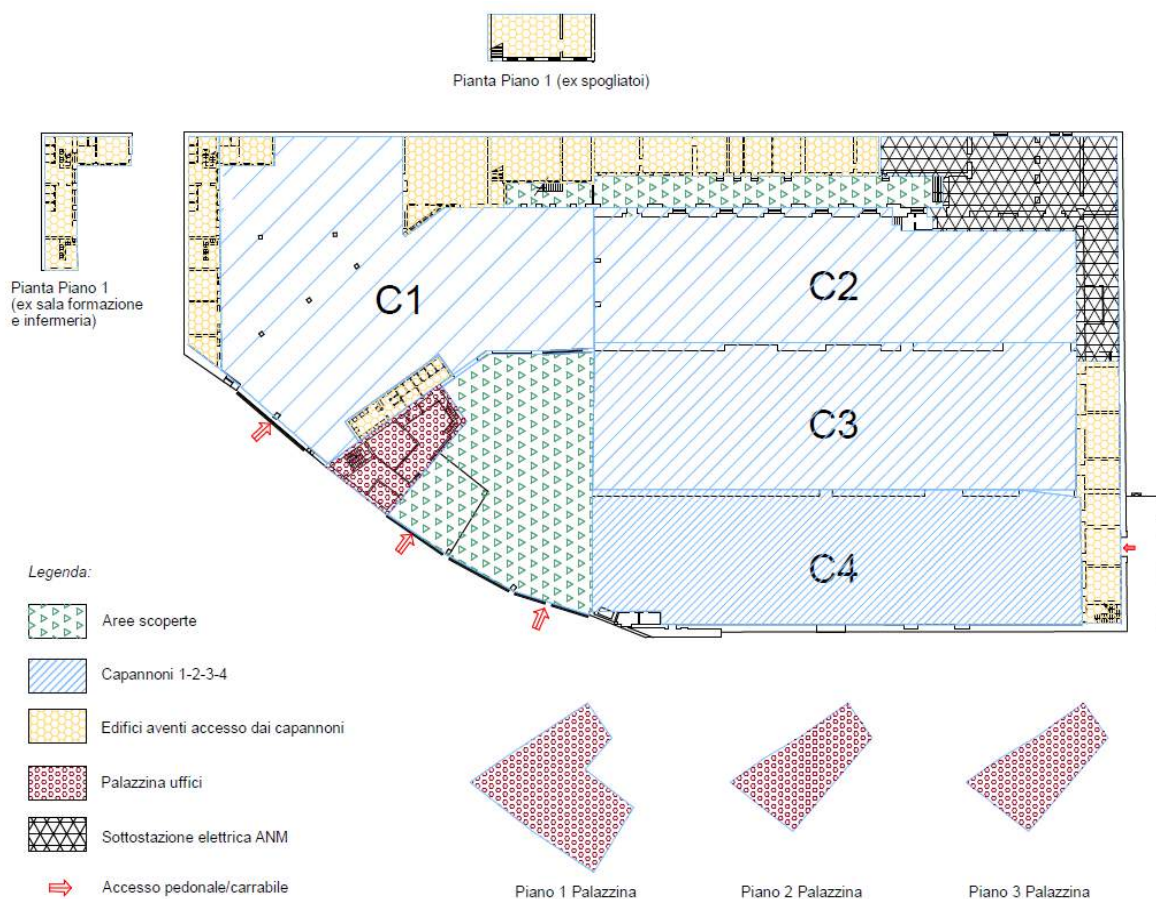 Pianta Piano 1 (ex spogliatoi)
Pianta Piano 1
(ex sala formazione
e infermeria)
C1
C2
C3
C4
Legenda:
Aree scoperte
Capannoni 1-2-3-4
Edifici aventi accesso dai capannoni
Palazzina uffici
Sottostazione elettrica ANM
Accesso pedonale/carrabile
Piano 1 Palazzina
Piano 2 Palazzina
Piano 3 Palazzina